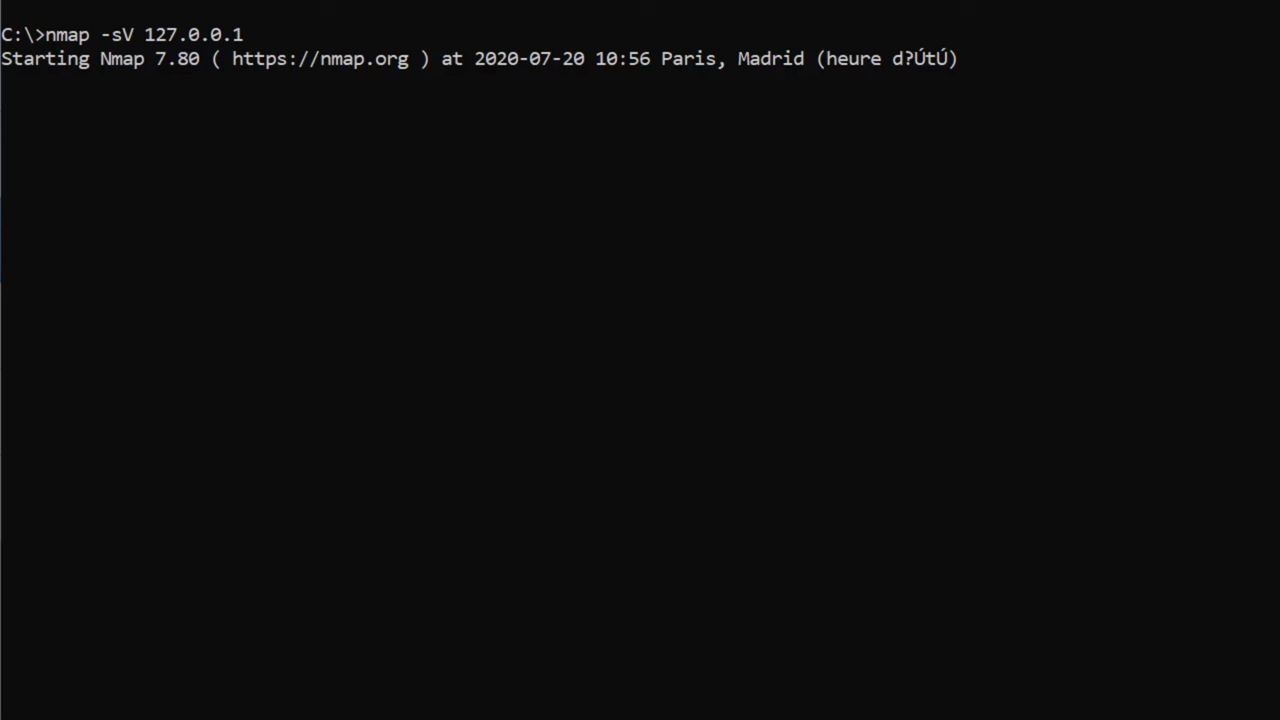 C:\>nmap -sV 127.0.0.1
Starting Nmap 7.80 ( https://nmap.org ) at 2020-07-20 10:56 Paris, Madrid (heure d?ÚtÚ)